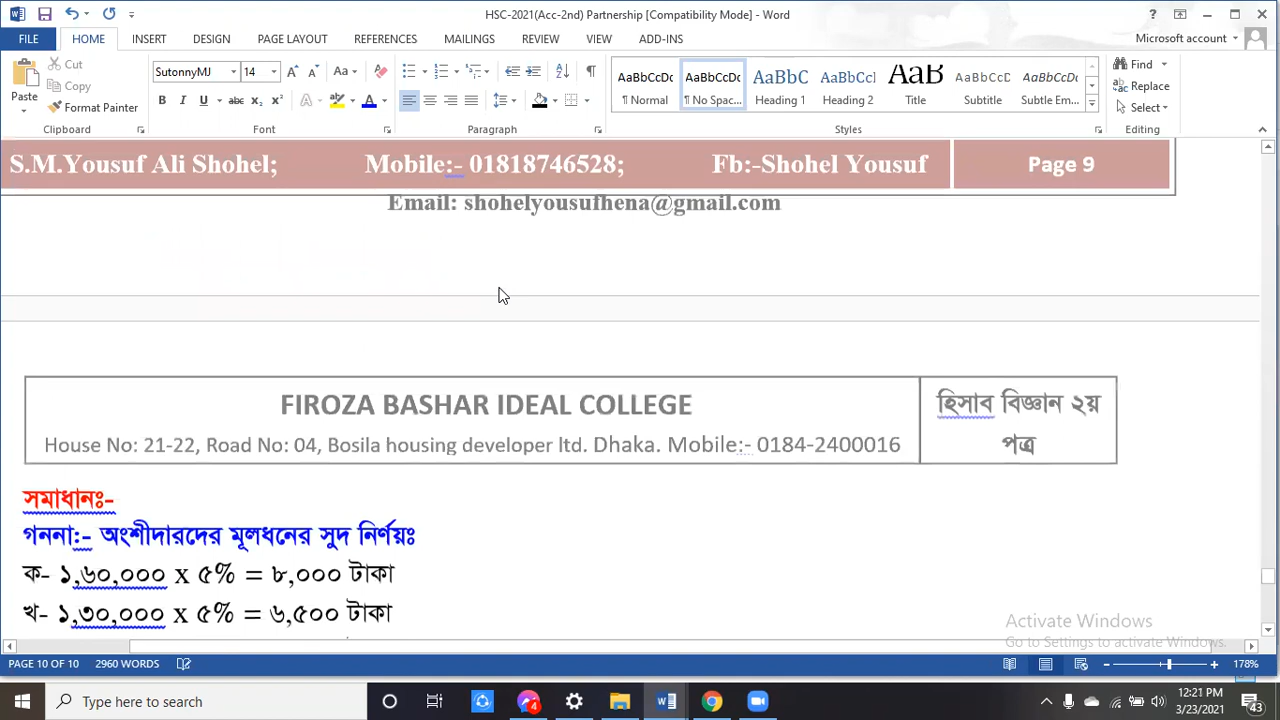 HSC-2021(Acc-2nd) Partnership [Compatibility Mode] - Word
FILE HOME INSERT DESIGN PAGE LAYOUT REFERENCES MAILINGS REVIEW VIEW ADD-INS Microsoft account
Paste
Cut
Copy
Format Painter
SutonnyMJ 14
AaBbCcDc AaBbCcDc AaBbC AaBbCcl AaB AaBbCcD AaBbCcD
¶ Normal ¶ No Spac... Heading 1 Heading 2 Title Subtitle Subtle Em...
Find
Replace
Select
Clipboard Font Paragraph Styles Editing
S.M.Yousuf Ali Shohel; Mobile:- 01818746528; Fb:-Shohel Yousuf Page 9
Email: shohelyousufhena@gmail.com
FIROZA BASHAR IDEAL COLLEGE
House No: 21-22, Road No: 04, Bosila housing developer ltd. Dhaka. Mobile:- 0184-2400016
হিসাব বিজ্ঞান ২য়
পত্র
সমাধানঃ-
গননা:- অংশীদারদের মূলধনের সুদ নির্ণয়ঃ
ক- ১,৬০,০০০ x ৫% = ৮,০০০ টাকা
খ- ১,৩০,০০০ x ৫% = ৬,৫০০ টাকা
Activate Windows
Go to Settings to activate Windows.
PAGE 10 OF 10 2960 WORDS 178%
Type here to search
4
12:21 PM
3/23/2021
43